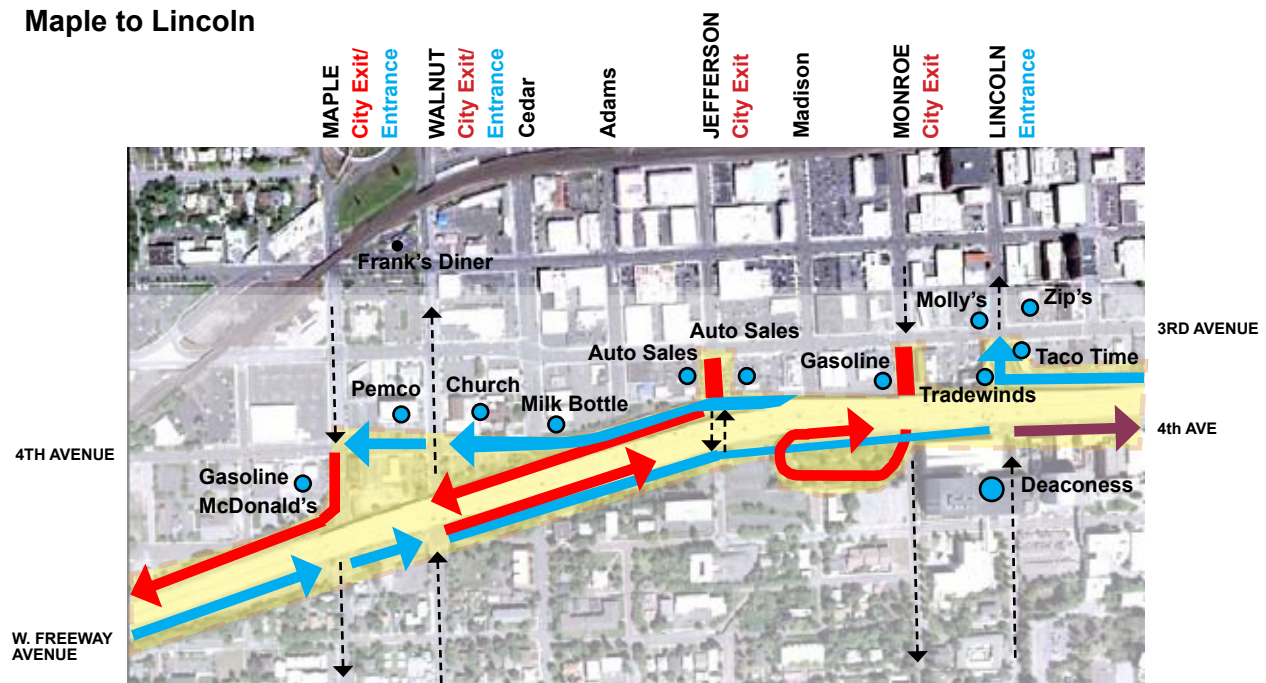 Maple to Lincoln
MAPLE
City Exit/
Entrance
WALNUT
City Exit/
Entrance
Cedar
Adams
JEFFERSON
City Exit
Madison
MONROE
City Exit
LINCOLN
Entrance
Frank's Diner
Molly's
Zip's
3RD AVENUE
Auto Sales
Auto Sales
Gasoline
Taco Time
Pemco
Church
Tradewinds
Milk Bottle
4th AVE
4TH AVENUE
Gasoline
McDonald's
Deaconess
W. FREEWAY
AVENUE